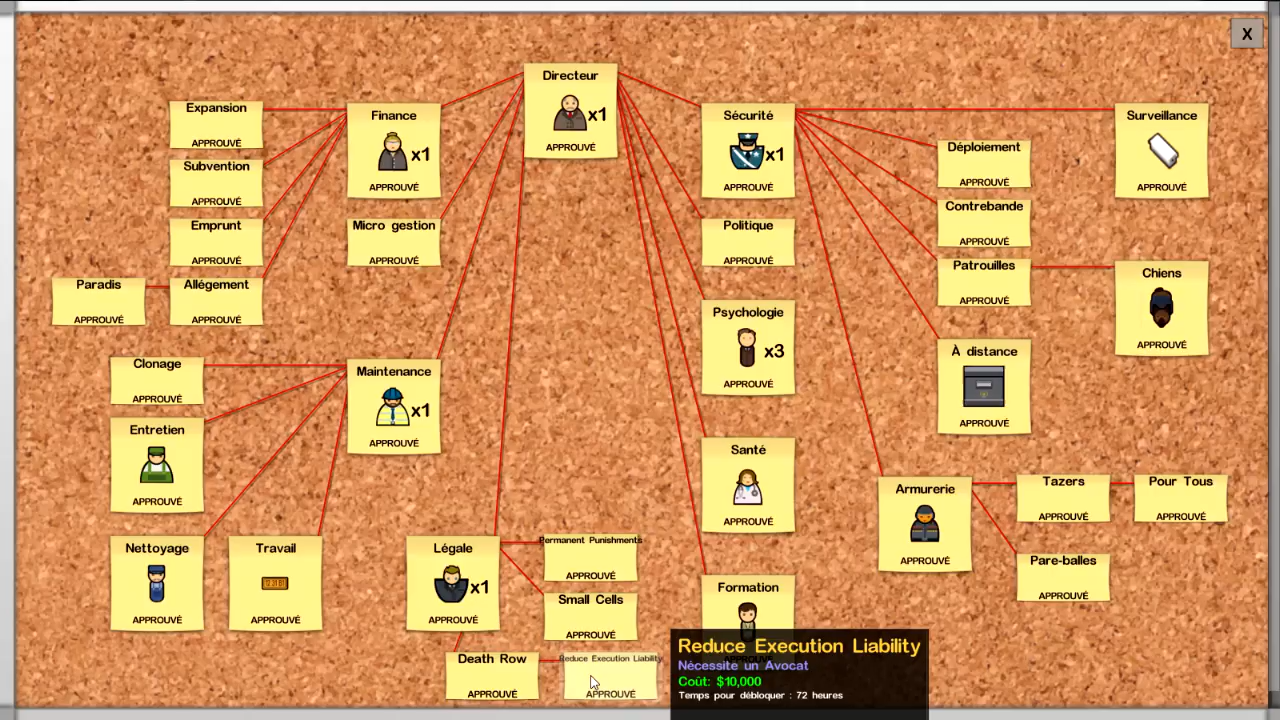 X
Directeur
x1
APPROUVÉ
Expansion
APPROUVÉ
Subvention
APPROUVÉ
Emprunt
APPROUVÉ
Paradis
APPROUVÉ
Allégement
APPROUVÉ
Finance
x1
APPROUVÉ
Micro gestion
APPROUVÉ
Clonage
APPROUVÉ
Entretien
APPROUVÉ
Maintenance
x1
APPROUVÉ
Nettoyage
APPROUVÉ
Travail
APPROUVÉ
Légale
x1
APPROUVÉ
Permanent Punishments
APPROUVÉ
Small Cells
APPROUVÉ
Death Row
APPROUVÉ
Reduce Execution Liability
APPROUVÉ
Sécurité
x1
APPROUVÉ
Politique
APPROUVÉ
Psychologie
x3
APPROUVÉ
Santé
APPROUVÉ
Formation
Surveillance
APPROUVÉ
Déploiement
APPROUVÉ
Contrebande
APPROUVÉ
Patrouilles
APPROUVÉ
Chiens
APPROUVÉ
À distance
APPROUVÉ
Armurerie
APPROUVÉ
Tazers
APPROUVÉ
Pour Tous
APPROUVÉ
Pare-balles
APPROUVÉ
Reduce Execution Liability
Nécessite un Avocat
Coût: $10,000
Temps pour débloquer : 72 heures